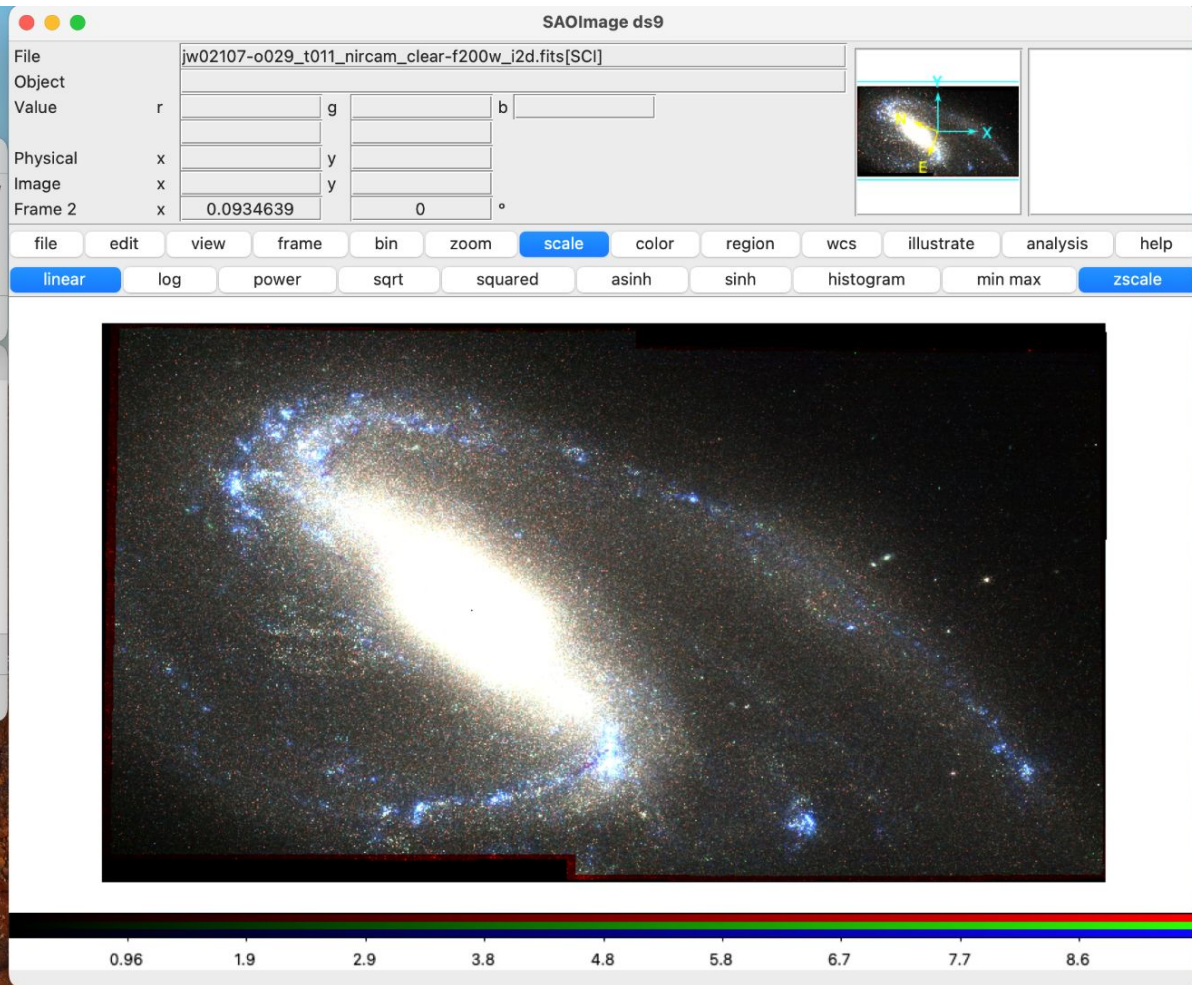 SAOImage ds9
File jw02107-o029_t011_nircam_clear-f200w_i2d.fits[SCI]
Object
Value r g b
Physical x y
Image x y
Frame 2 x 0.0934639 0 °
Y
N X
E
file edit view frame bin zoom scale color region wcs illustrate analysis help
linear log power sqrt squared asinh sinh histogram min max zscale
0.96 1.9 2.9 3.8 4.8 5.8 6.7 7.7 8.6